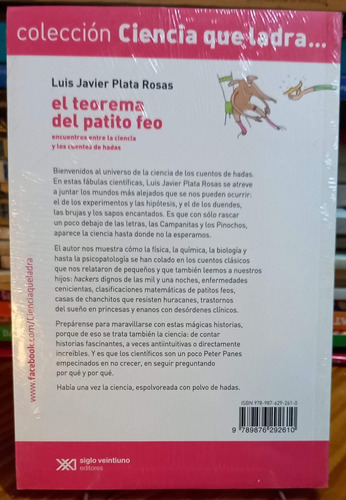 colección Ciencia que ladra...
Luis Javier Plata Rosas
el teorema
del patito feo
encuentros entre la ciencia
y los cuentos de hadas
Bienvenidos al universo de la ciencia de los cuentos de hadas.
En estas fábulas científicas, Luis Javier Plata Rosas se atreve
a juntar los mundos más alejados que se nos pueden ocurrir:
el de los experimentos y las hipótesis, y el de los duendes,
las brujas y los sapos encantados. Es que con sólo rascar
un poco debajo de las letras, las Campanitas y los Pinochos,
aparece la ciencia hasta donde no la esperamos.
El autor nos muestra cómo la física, la química, la biología y
hasta la psicopatología se han colado en los cuentos clásicos
que nos relataron de pequeños y que también leemos a nuestros
hijos: hackers dignos de las mil y una noches, enfermedades
cenicientas, clasificaciones matemáticas de patitos feos,
casas de chanchitos que resisten huracanes, trastornos
del sueño en princesas y enanos con desórdenes clínicos.
Prepárense para maravillarse con estas mágicas historias,
porque de eso se trata también la ciencia: de contar
historias fascinantes, a veces antiintuitivas o directamente
increíbles. Y es que los científicos son un poco Peter Panes
empecinados en no crecer, en seguir preguntando
por qué y por qué.
Había una vez la ciencia, espolvoreada con polvo de hadas.
www.facebook.com/Cienciaqueladra
ISBN 978-987-629-261-0
9 789876 292610
siglo veintiuno
editores